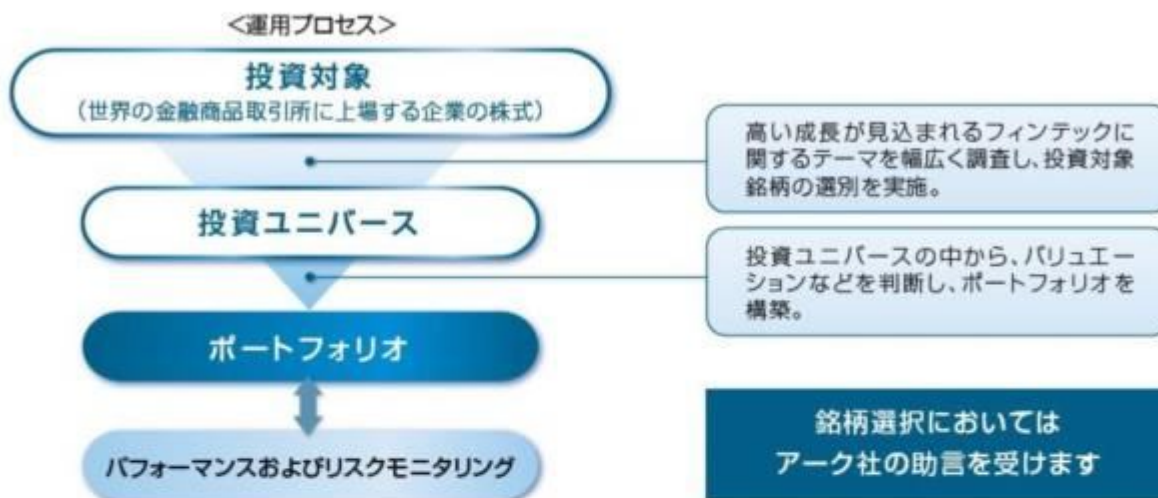 ＜運用プロセス＞
投資対象
（世界の金融商品取引所に上場する企業の株式）
高い成長が見込まれるフィンテックに
関するテーマを幅広く調査し、投資対象
銘柄の選別を実施。
投資ユニバース
投資ユニバースの中から、バリュエー
ションなどを判断し、ポートフォリオを
構築。
ポートフォリオ
パフォーマンスおよびリスクモニタリング
銘柄選択においては
アーク社の助言を受けます